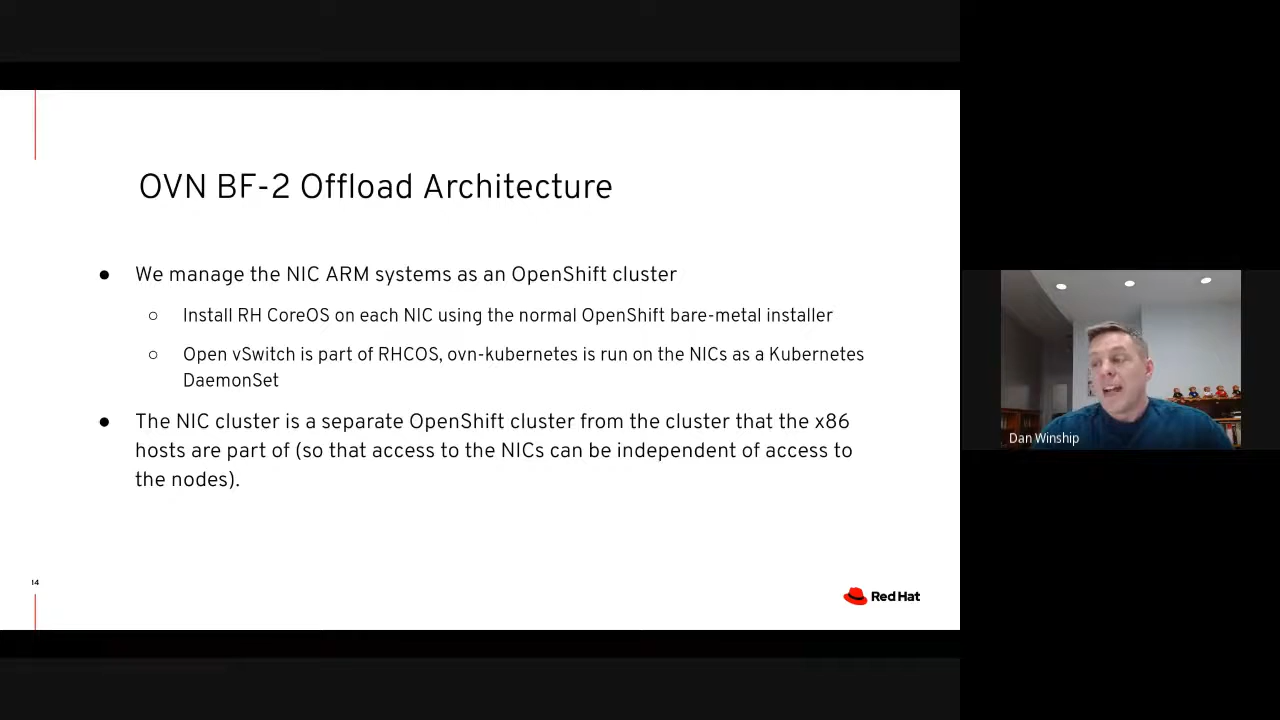 OVN BF-2 Offload Architecture
● We manage the NIC ARM systems as an OpenShift cluster
○ Install RH CoreOS on each NIC using the normal OpenShift bare-metal installer
○ Open vSwitch is part of RHCOS, ovn-kubernetes is run on the NICs as a Kubernetes
DaemonSet
● The NIC cluster is a separate OpenShift cluster from the cluster that the x86
hosts are part of (so that access to the NICs can be independent of access to
the nodes).
14
Red Hat
Dan Winship